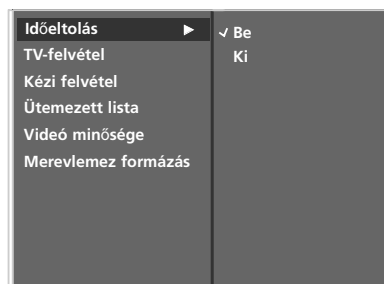 Időeltolás
TV-felvétel
Kézi felvétel
Ütemezett lista
Videó minősége
Merevlemez formázás
Be
Ki